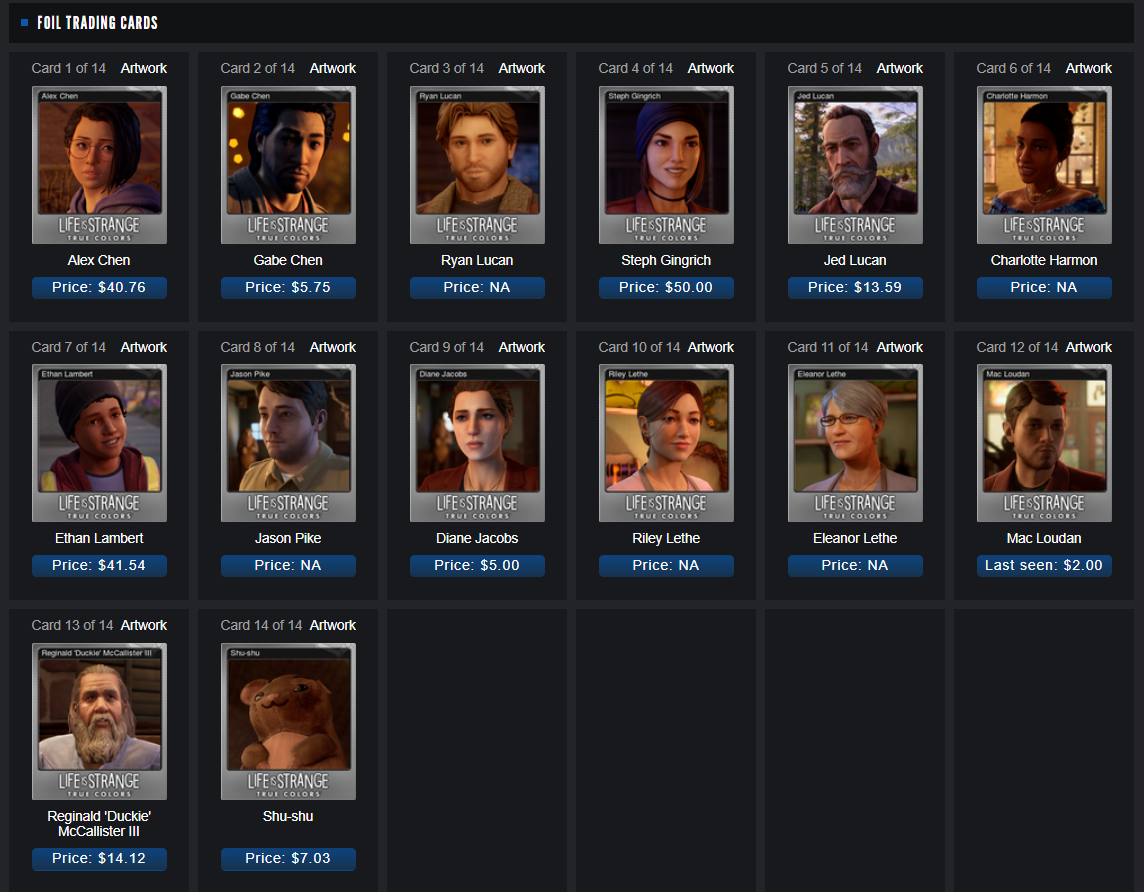 FOIL TRADING CARDS
Card 1 of 14 Artwork
Alex Chen
LIFE IS STRANGE
TRUE COLORS
Alex Chen
Price: $40.76
Card 2 of 14 Artwork
Gabe Chen
LIFE IS STRANGE
TRUE COLORS
Gabe Chen
Price: $5.75
Card 3 of 14 Artwork
Ryan Lucan
LIFE IS STRANGE
TRUE COLORS
Ryan Lucan
Price: NA
Card 4 of 14 Artwork
Steph Gingrich
LIFE IS STRANGE
TRUE COLORS
Steph Gingrich
Price: $50.00
Card 5 of 14 Artwork
Jed Lucan
LIFE IS STRANGE
TRUE COLORS
Jed Lucan
Price: $13.59
Card 6 of 14 Artwork
Charlotte Harmon
LIFE IS STRANGE
TRUE COLORS
Charlotte Harmon
Price: NA
Card 7 of 14 Artwork
Ethan Lambert
LIFE IS STRANGE
TRUE COLORS
Ethan Lambert
Price: $41.54
Card 8 of 14 Artwork
Jason Pike
LIFE IS STRANGE
TRUE COLORS
Jason Pike
Price: NA
Card 9 of 14 Artwork
Diane Jacobs
LIFE IS STRANGE
TRUE COLORS
Diane Jacobs
Price: $5.00
Card 10 of 14 Artwork
Riley Lethe
LIFE IS STRANGE
TRUE COLORS
Riley Lethe
Price: NA
Card 11 of 14 Artwork
Eleanor Lethe
LIFE IS STRANGE
TRUE COLORS
Eleanor Lethe
Price: NA
Card 12 of 14 Artwork
Mac Loudan
LIFE IS STRANGE
TRUE COLORS
Mac Loudan
Last seen: $2.00
Card 13 of 14 Artwork
Reginald 'Duckie' McCallister III
LIFE IS STRANGE
TRUE COLORS
Reginald 'Duckie'
McCallister III
Price: $14.12
Card 14 of 14 Artwork
Shu-shu
LIFE IS STRANGE
TRUE COLORS
Shu-shu
Price: $7.03